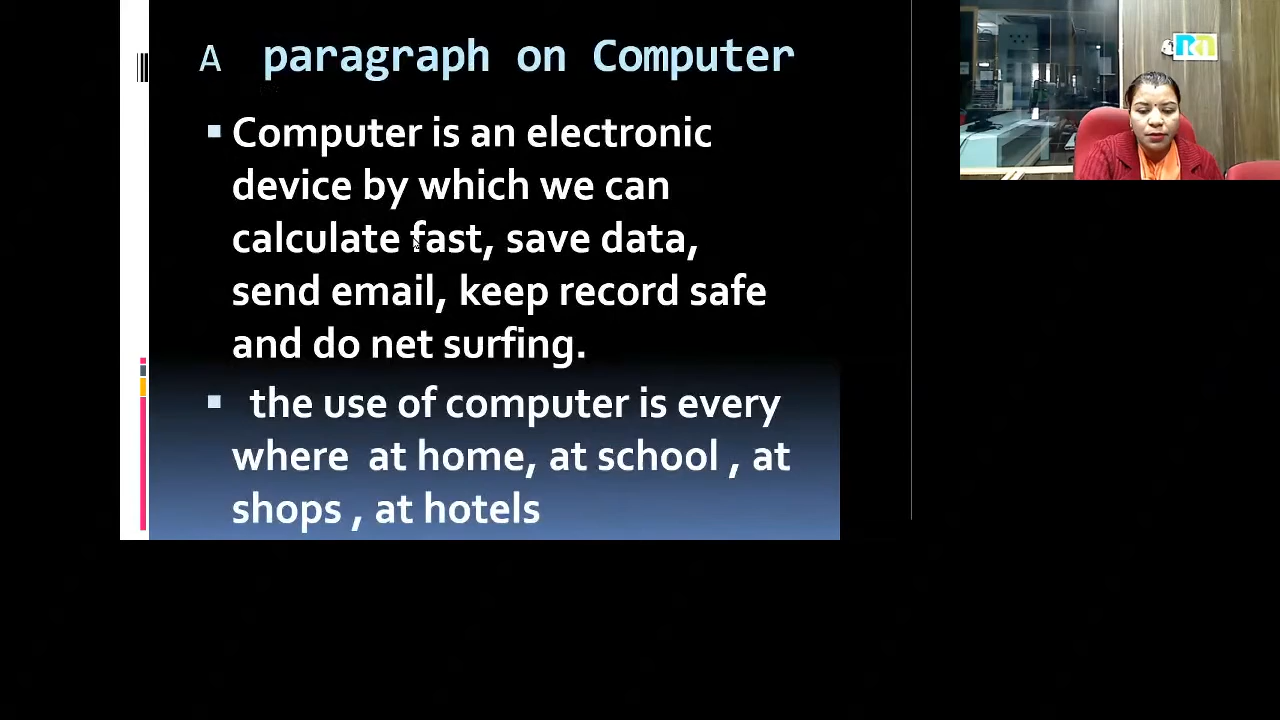 A paragraph on Computer
Computer is an electronic
device by which we can
calculate fast, save data,
send email, keep record safe
and do net surfing.
the use of computer is every
where at home, at school , at
shops , at hotels